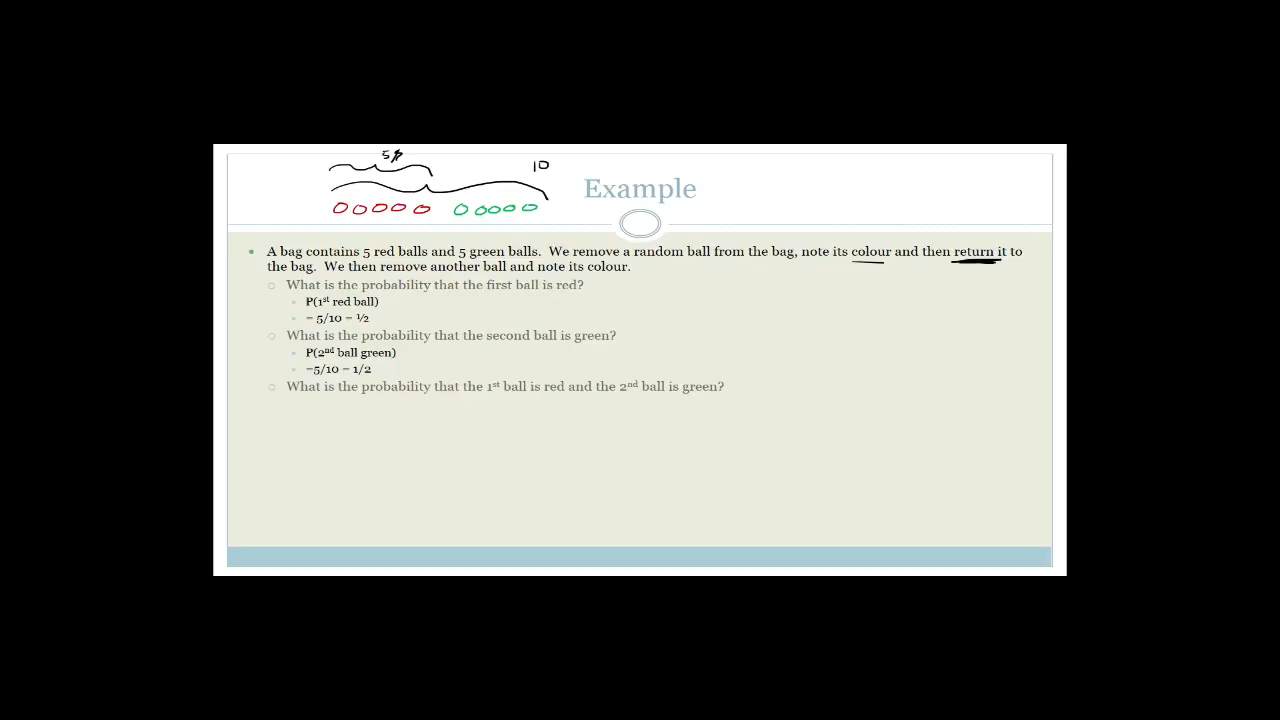 10
Example
A bag contains 5 red balls and 5 green balls. We remove a random ball from the bag, note its colour and then return it to
the bag. We then remove another ball and note its colour.
What is the probability that the first ball is red?
P(1st red ball)
= 5/10 = ½
What is the probability that the second ball is green?
P(2nd ball green)
=5/10 = 1/2
What is the probability that the 1st ball is red and the 2nd ball is green?